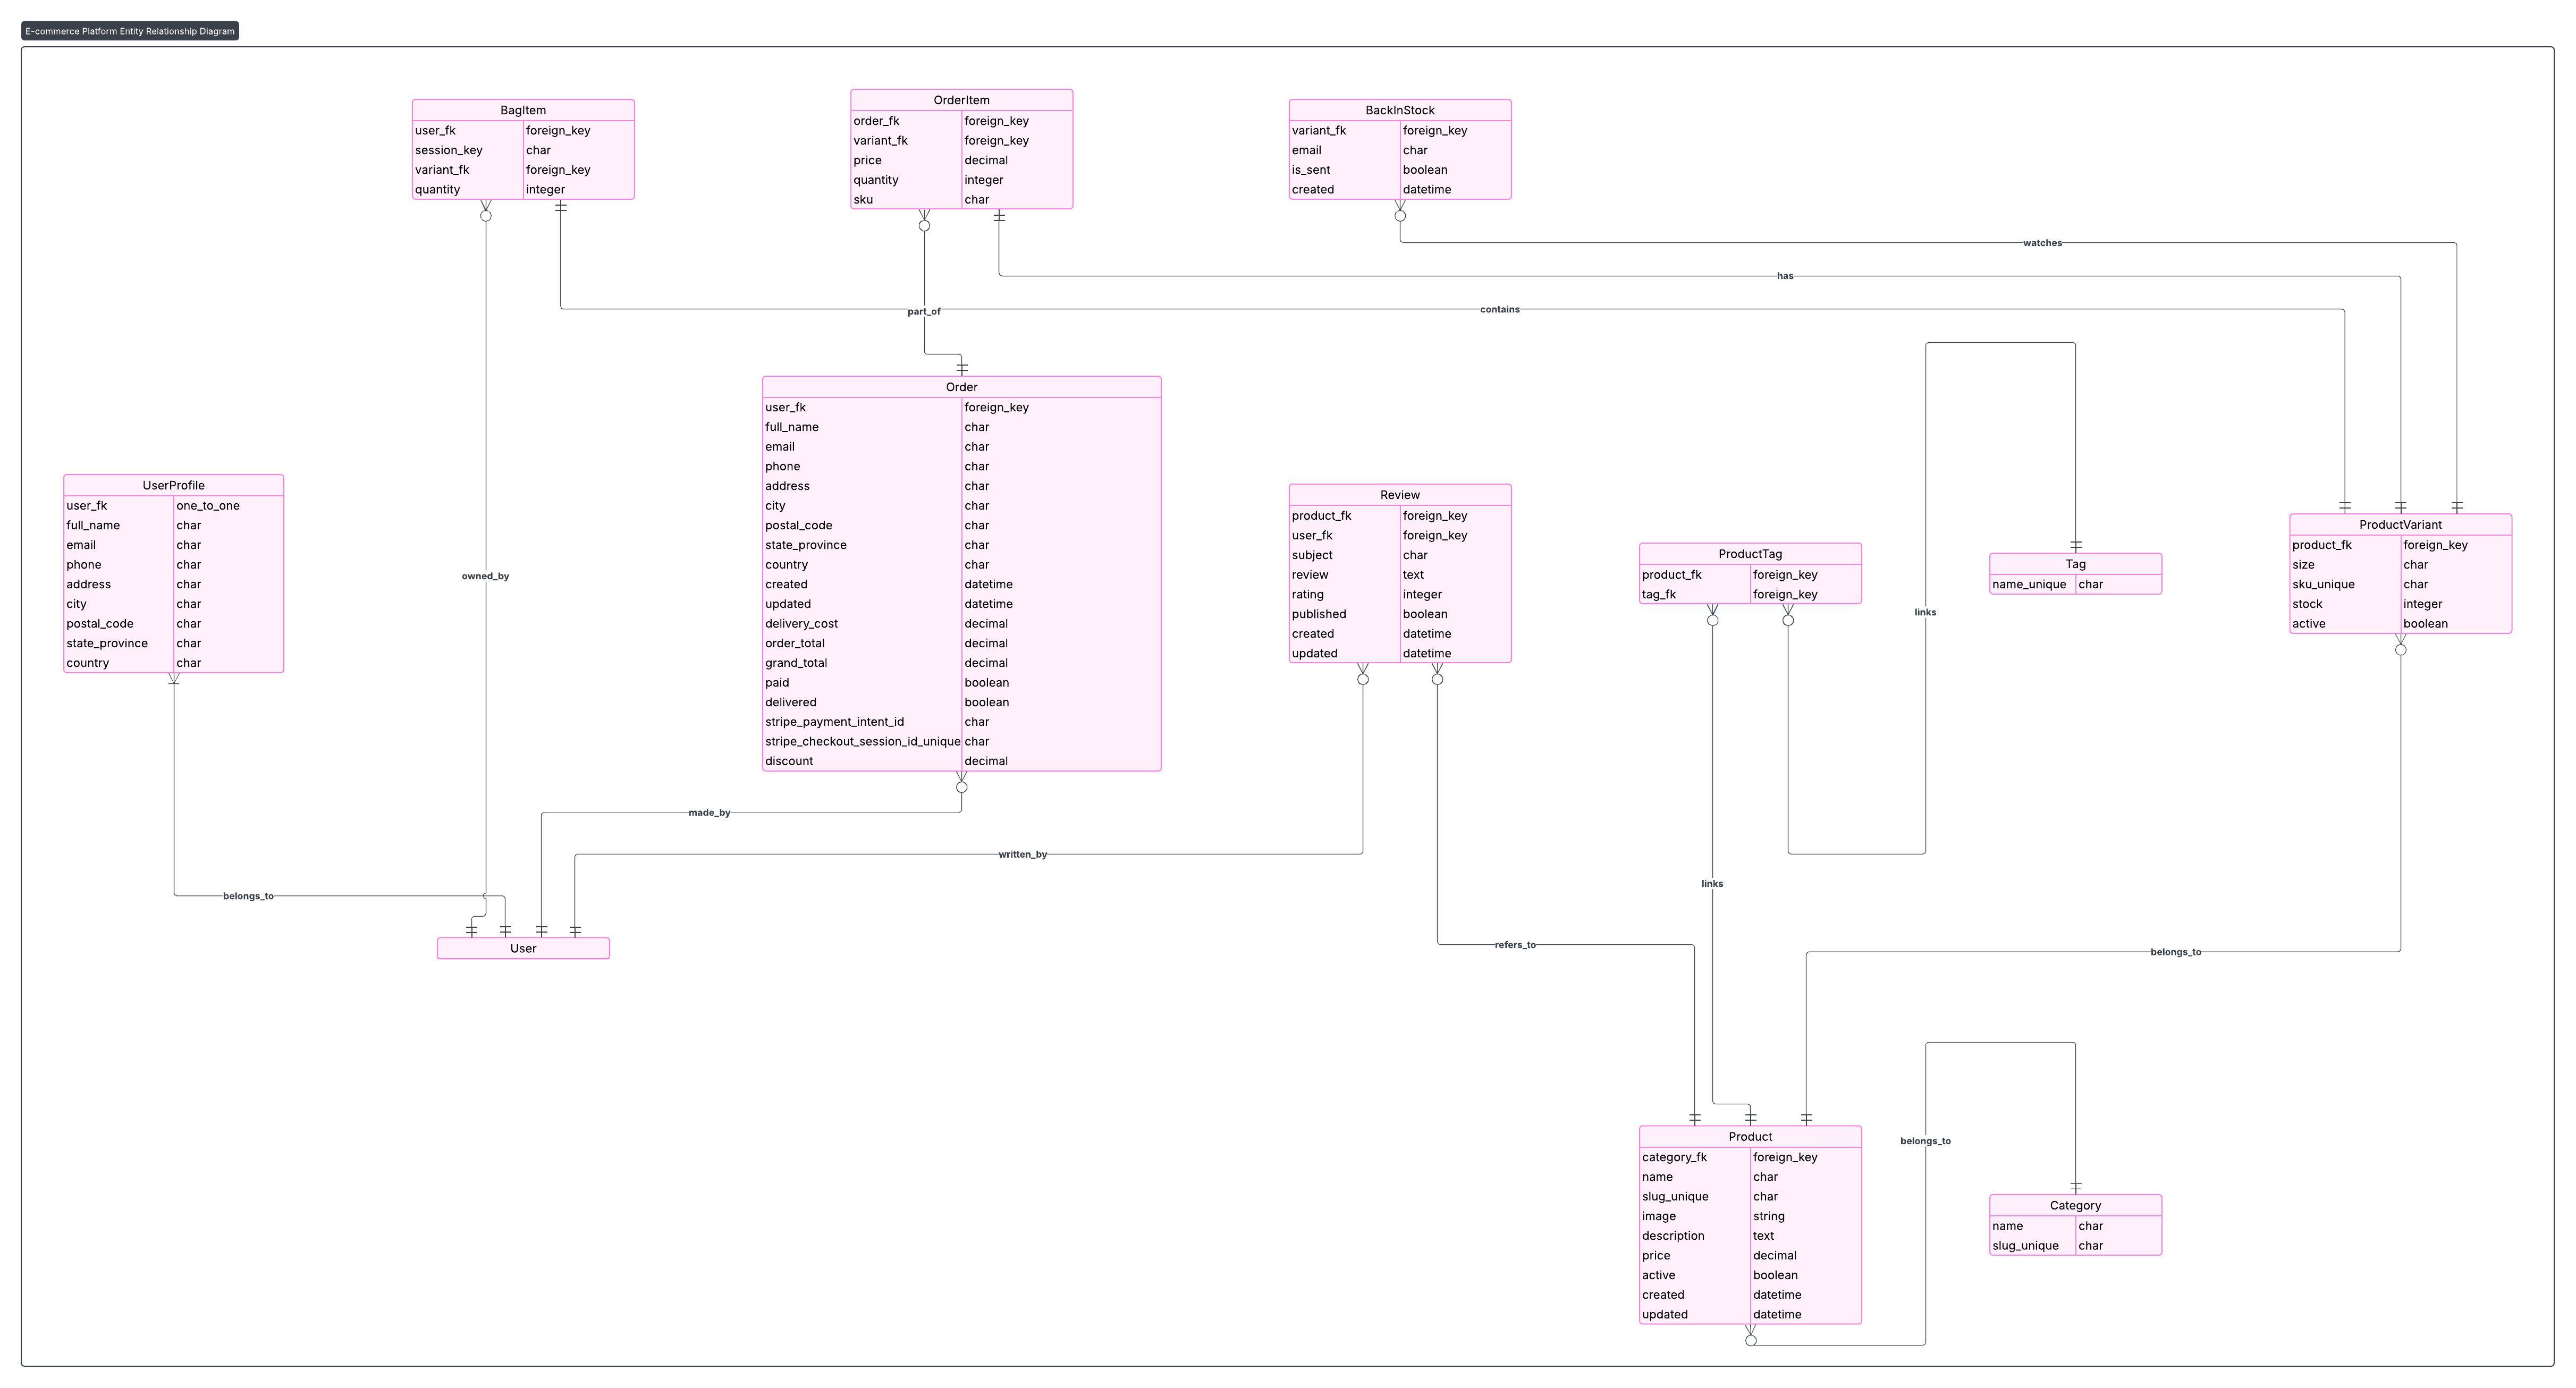 E-commerce Platform Entity Relationship Diagram
BagItem
user_fk foreign_key
session_key char
variant_fk foreign_key
quantity integer
OrderItem
order_fk foreign_key
variant_fk foreign_key
price decimal
quantity integer
sku char
BackInStock
variant_fk foreign_key
email char
is_sent boolean
created datetime
watches
has
contains
part_of
Order
user_fk foreign_key
full_name char
email char
phone char
address char
city char
postal_code char
state_province char
country char
created datetime
updated datetime
delivery_cost decimal
order_total decimal
grand_total decimal
paid boolean
delivered boolean
stripe_payment_intent_id char
stripe_checkout_session_id_unique char
discount decimal
UserProfile
user_fk one_to_one
full_name char
email char
phone char
address char
city char
postal_code char
state_province char
country char
owned_by
Review
product_fk foreign_key
user_fk foreign_key
subject char
review text
rating integer
published boolean
created datetime
updated datetime
ProductTag
product_fk foreign_key
tag_fk foreign_key
links
Tag
name_unique char
ProductVariant
product_fk foreign_key
size char
sku_unique char
stock integer
active boolean
made_by
written_by
belongs_to
links
User
refers_to
belongs_to
Product
category_fk foreign_key
name char
slug_unique char
image string
description text
price decimal
active boolean
created datetime
updated datetime
belongs_to
Category
name char
slug_unique char